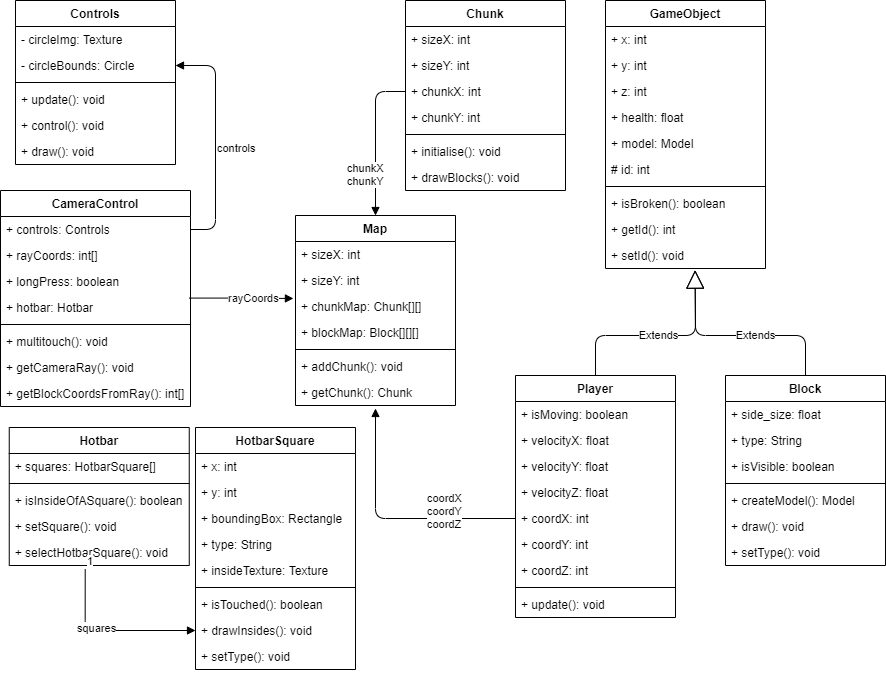 Controls
- circleImg: Texture
- circleBounds: Circle
+ update(): void
+ control(): void
+ draw(): void
controls
Chunk
+ sizeX: int
+ sizeY: int
+ chunkX: int
+ chunkY: int
+ initialise(): void
+ drawBlocks(): void
chunkX
chunkY
GameObject
+ x: int
+ y: int
+ z: int
+ health: float
+ model: Model
# id: int
+ isBroken(): boolean
+ getId(): int
+ setId(): void
CameraControl
+ controls: Controls
+ rayCoords: int[]
+ longPress: boolean
+ hotbar: Hotbar
+ multitouch(): void
+ getCameraRay(): void
+ getBlockCoordsFromRay(): int[]
rayCoords
Map
+ sizeX: int
+ sizeY: int
+ chunkMap: Chunk[][]
+ blockMap: Block[][][]
+ addChunk(): void
+ getChunk(): Chunk
Extends
Extends
Hotbar
+ squares: HotbarSquare[]
+ isInsideOfASquare(): boolean
+ setSquare(): void
+ selectHotbarSquare(): void
1
squares
HotbarSquare
+ x: int
+ y: int
+ boundingBox: Rectangle
+ type: String
+ insideTexture: Texture
+ isTouched(): boolean
+ drawInsides(): void
+ setType(): void
coordX
coordY
coordZ
Player
+ isMoving: boolean
+ velocityX: float
+ velocityY: float
+ velocityZ: float
+ coordX: int
+ coordY: int
+ coordZ: int
+ update(): void
Block
+ side_size: float
+ type: String
+ isVisible: boolean
+ createModel(): Model
+ draw(): void
+ setType(): void